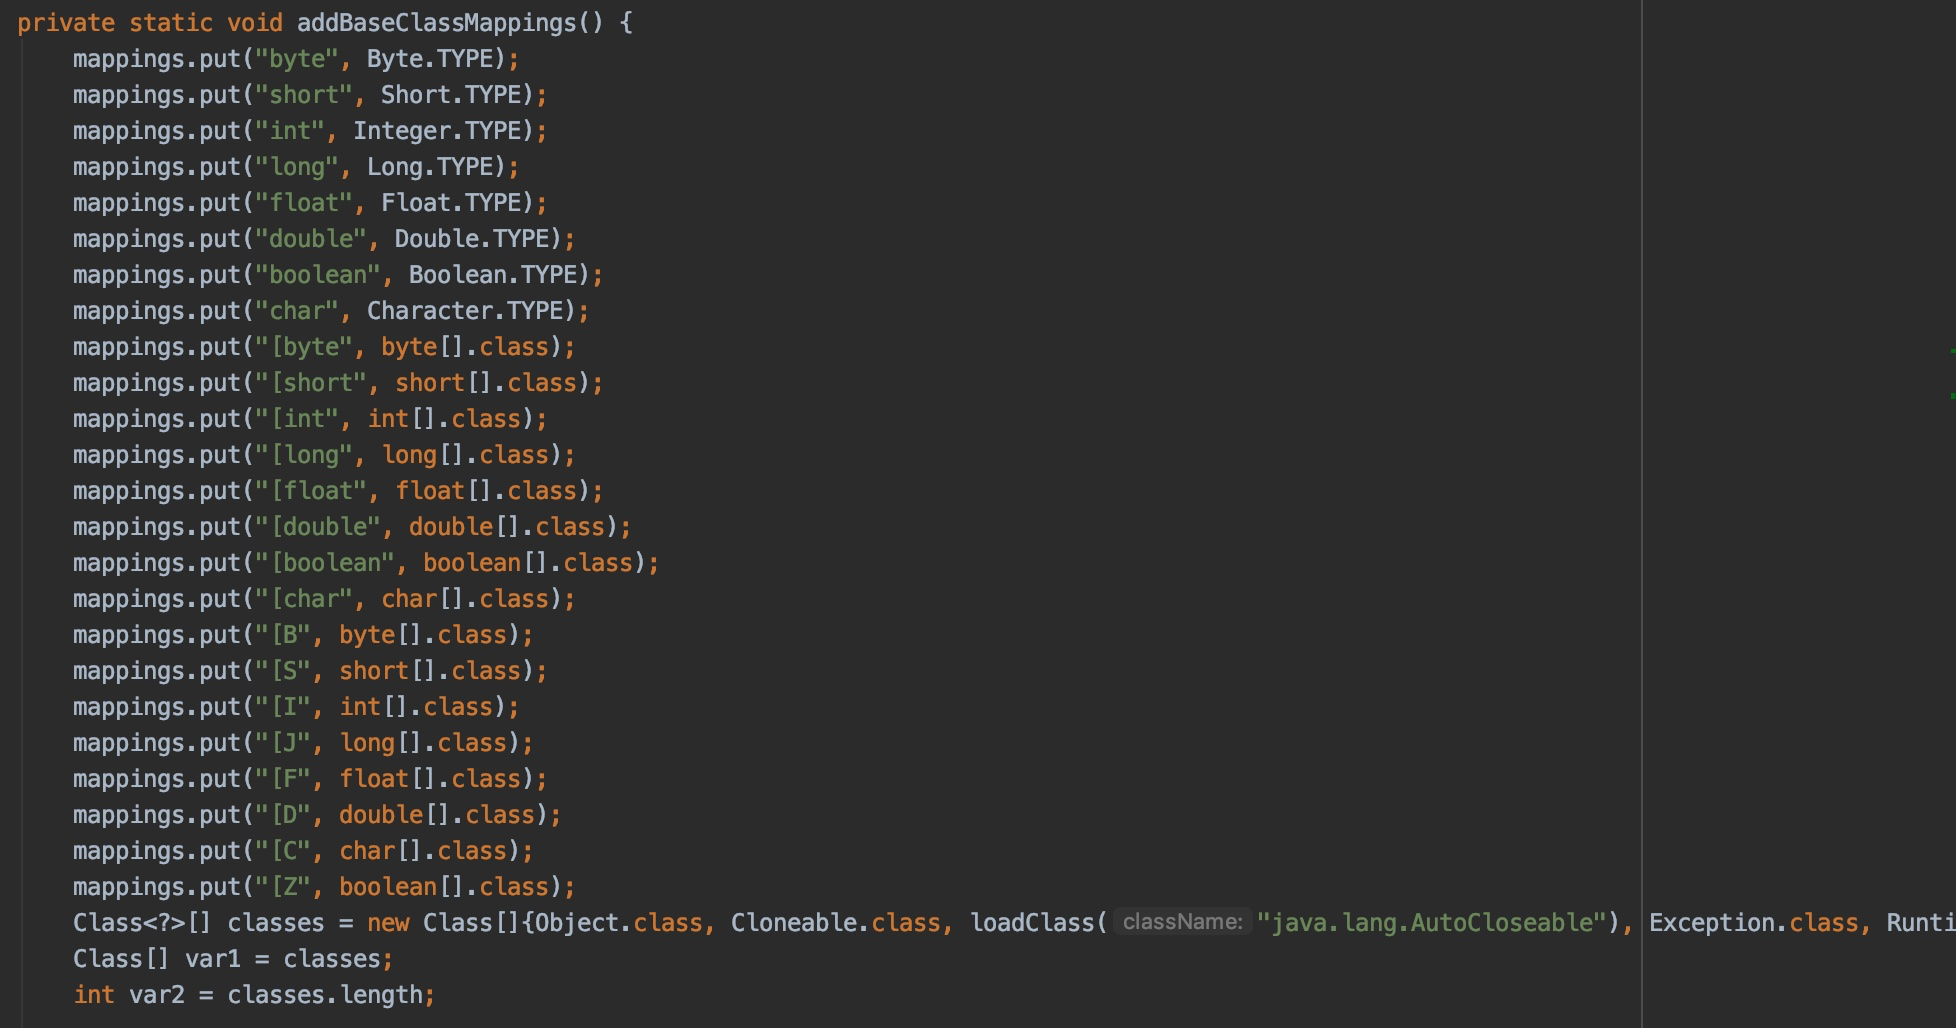 private static void addBaseClassMappings() {
mappings.put("byte", Byte.TYPE);
mappings.put("short", Short.TYPE);
mappings.put("int", Integer.TYPE);
mappings.put("long", Long.TYPE);
mappings.put("float", Float.TYPE);
mappings.put("double", Double.TYPE);
mappings.put("boolean", Boolean.TYPE);
mappings.put("char", Character.TYPE);
mappings.put("[byte", byte[].class);
mappings.put("[short", short[].class);
mappings.put("[int", int[].class);
mappings.put("[long", long[].class);
mappings.put("[float", float[].class);
mappings.put("[double", double[].class);
mappings.put("[boolean", boolean[].class);
mappings.put("[char", char[].class);
mappings.put("[B", byte[].class);
mappings.put("[S", short[].class);
mappings.put("[I", int[].class);
mappings.put("[J", long[].class);
mappings.put("[F", float[].class);
mappings.put("[D", double[].class);
mappings.put("[C", char[].class);
mappings.put("[Z", boolean[].class);
Class<?>[] classes = new Class[]{Object.class, Cloneable.class, loadClass( className: "java.lang.AutoCloseable"), Exception.class, Runti
Class[] var1 = classes;
int var2 = classes.length;